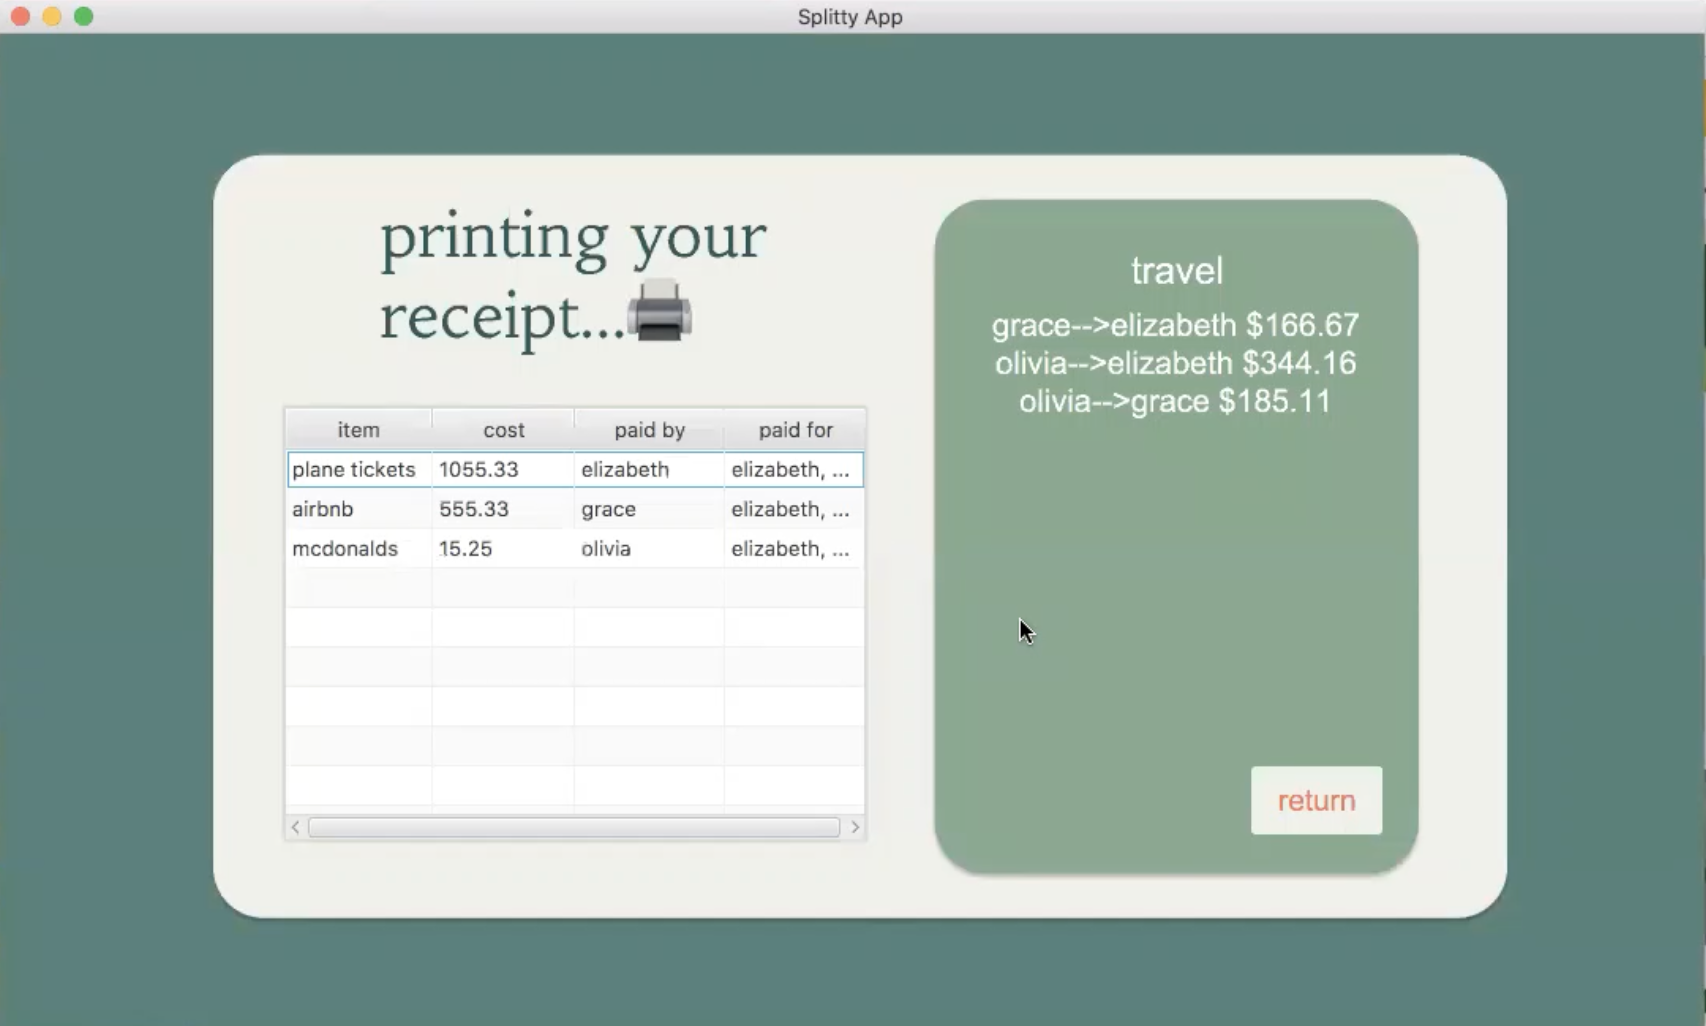 Splitty App
printing your
receipt...
item cost paid by paid for
plane tickets 1055.33 elizabeth elizabeth, ...
airbnb 555.33 grace elizabeth, ...
mcdonalds 15.25 olivia elizabeth, ...
travel
grace-->elizabeth $166.67
olivia-->elizabeth $344.16
olivia-->grace $185.11
return